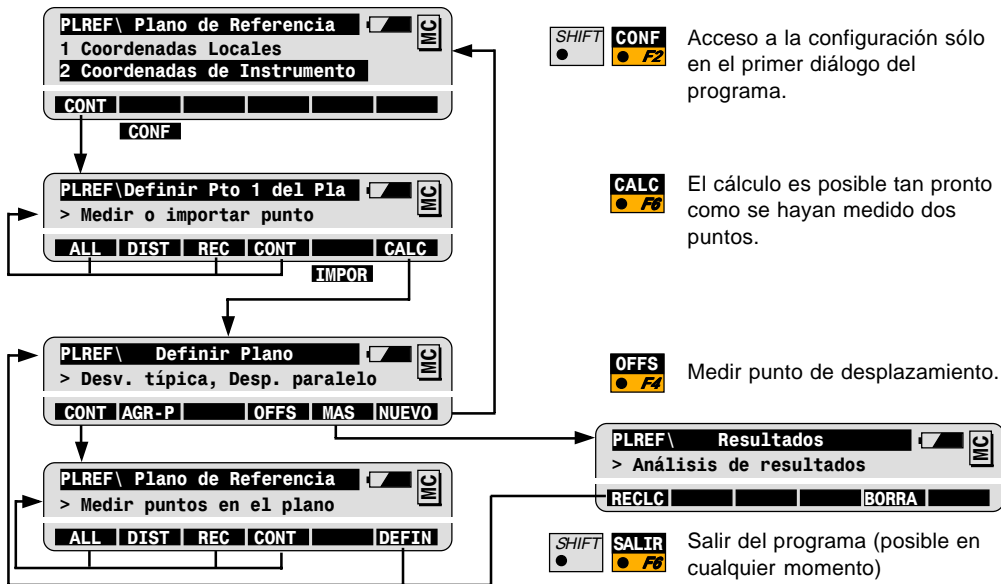 PLREF\ Plano de Referencia
MC
1 Coordenadas Locales
2 Coordenadas de Instrumento
CONT
CONF
SHIFT CONF
F2
Acceso a la configuración sólo
en el primer diálogo del
programa.
PLREF\Definir Pto 1 del Pla
MC
> Medir o importar punto
ALL DIST REC CONT CALC
IMPOR
CALC
F6
El cálculo es posible tan pronto
como se hayan medido dos
puntos.
PLREF\ Definir Plano
MC
> Desv. típica, Desp. paralelo
CONT AGR-P OFFS MAS NUEVO
OFFS
F4
Medir punto de desplazamiento.
PLREF\ Resultados
MC
> Análisis de resultados
RECLC BORRA
PLREF\ Plano de Referencia
MC
> Medir puntos en el plano
ALL DIST REC CONT DEFIN
SHIFT SALIR
F6
Salir del programa (posible en
cualquier momento)